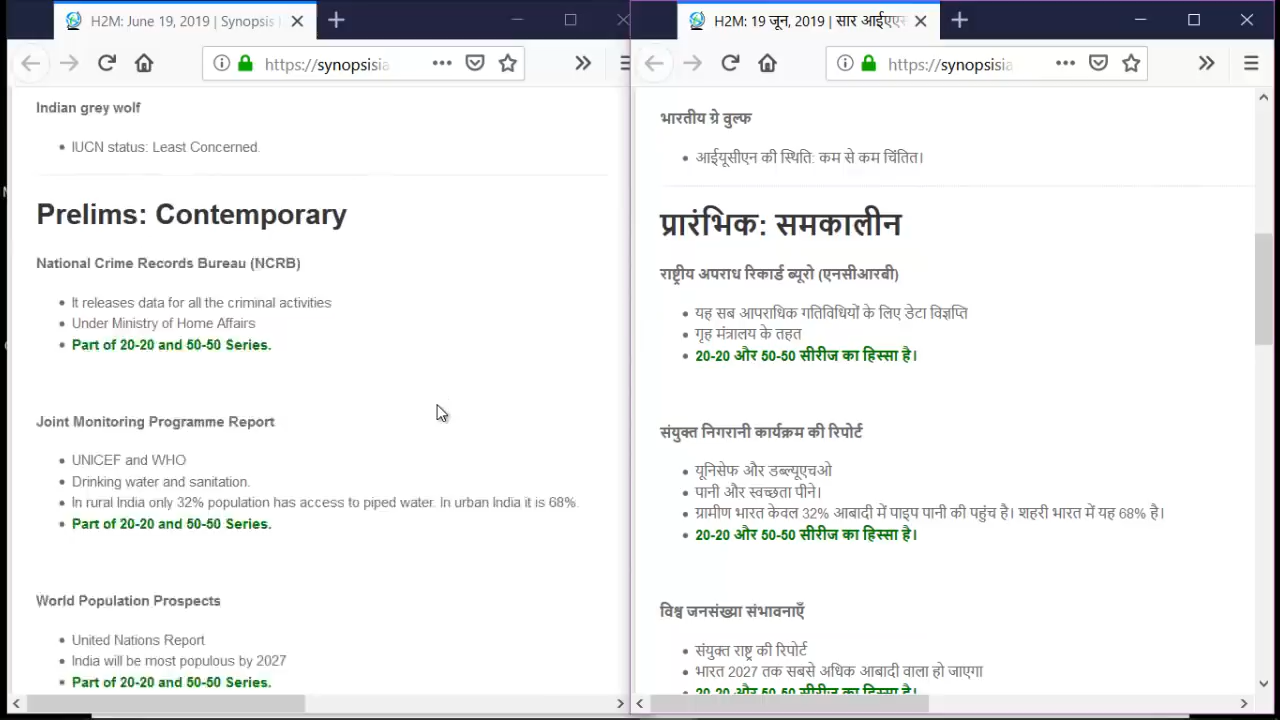 H2M: June 19, 2019 | Synopsis
https://synopsisia
Indian grey wolf
IUCN status: Least Concerned.
Prelims: Contemporary
National Crime Records Bureau (NCRB)
It releases data for all the criminal activities
Under Ministry of Home Affairs
Part of 20-20 and 50-50 Series.
Joint Monitoring Programme Report
UNICEF and WHO
Drinking water and sanitation.
In rural India only 32% population has access to piped water. In urban India it is 68%.
Part of 20-20 and 50-50 Series.
World Population Prospects
United Nations Report
India will be most populous by 2027
Part of 20-20 and 50-50 Series.
H2M: 19 जून, 2019 | सार आईएएस
https://synopsisia
भारतीय ग्रे वुल्फ
आईयूसीएन की स्थिति: कम से कम चिंतित।
प्रारंभिक: समकालीन
राष्ट्रीय अपराध रिकार्ड ब्यूरो (एनसीआरबी)
यह सब आपराधिक गतिविधियों के लिए डेटा विज्ञप्ति
गृह मंत्रालय के तहत
20-20 और 50-50 सीरीज का हिस्सा है।
संयुक्त निगरानी कार्यक्रम की रिपोर्ट
यूनिसेफ और डब्ल्यूएचओ
पानी और स्वच्छता पीने।
ग्रामीण भारत केवल 32% आबादी में पाइप पानी की पहुंच है। शहरी भारत में यह 68% है।
20-20 और 50-50 सीरीज का हिस्सा है।
विश्व जनसंख्या संभावनाएँ
संयुक्त राष्ट्र की रिपोर्ट
भारत 2027 तक सबसे अधिक आबादी वाला हो जाएगा
20-20 और 50-50 सीरीज का हिस्सा है।